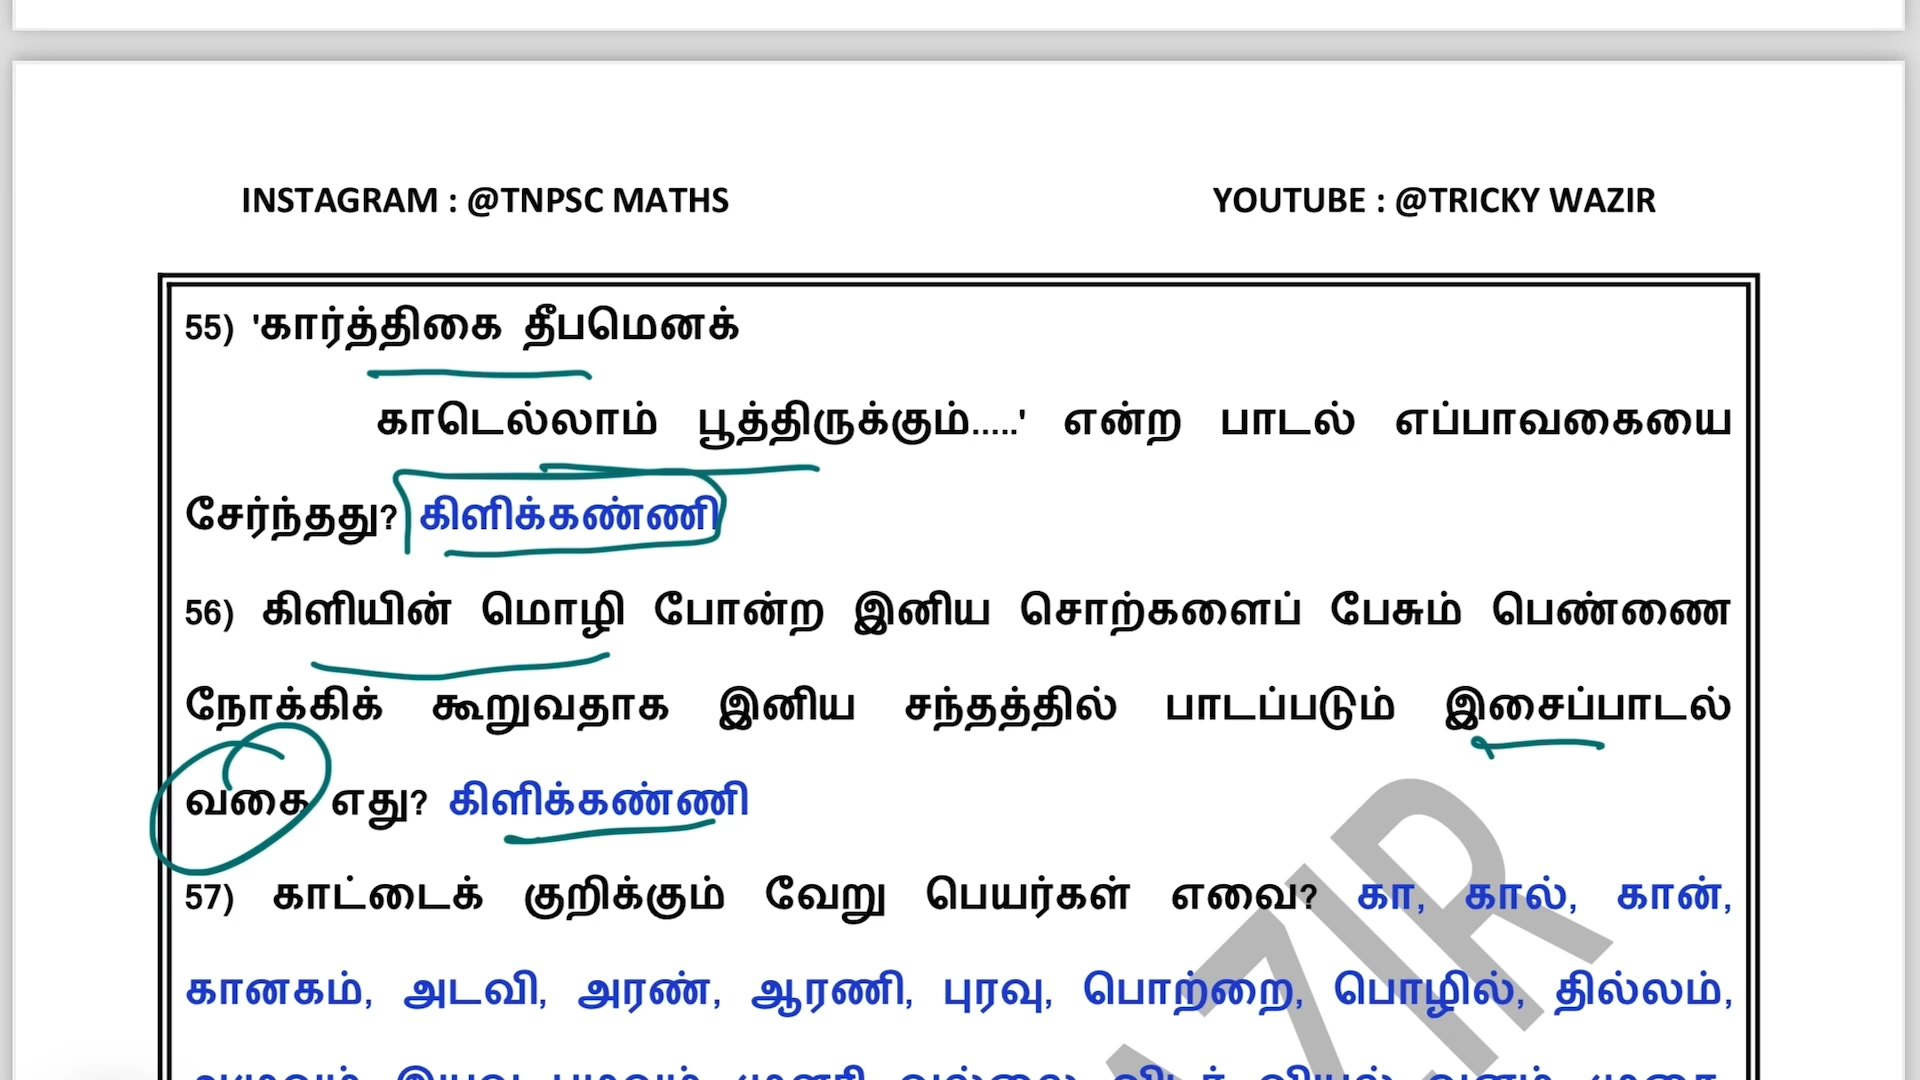 INSTAGRAM : @TNPSC MATHS
YOUTUBE : @TRICKY WAZIR
55) 'கார்த்திகை தீபமெனக்
காடெல்லாம் பூத்திருக்கும்.....' என்ற பாடல் எப்பாவகையை
சேர்ந்தது? கிளிக்கண்ணி
56) கிளியின் மொழி போன்ற இனிய சொற்களைப் பேசும் பெண்ணை
நோக்கிக் கூறுவதாக இனிய சந்தத்தில் பாடப்படும் இசைப்பாடல்
வகை எது? கிளிக்கண்ணி
57) காட்டைக் குறிக்கும் வேறு பெயர்கள் எவை? கா, கால், கான்,
கானகம், அடவி, அரண், ஆரணி, புரவு, பொற்றை, பொழில், தில்லம்,